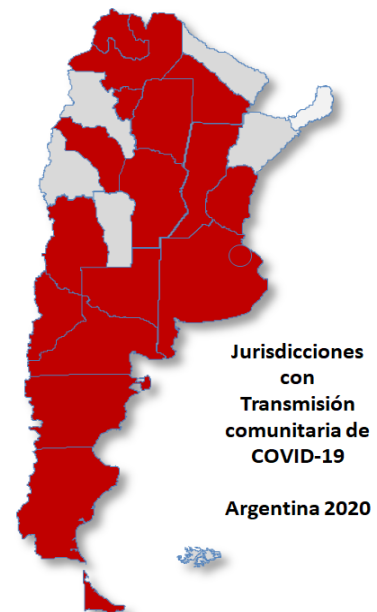 Jurisdicciones
con
Transmisión
comunitaria de
COVID-19
Argentina 2020